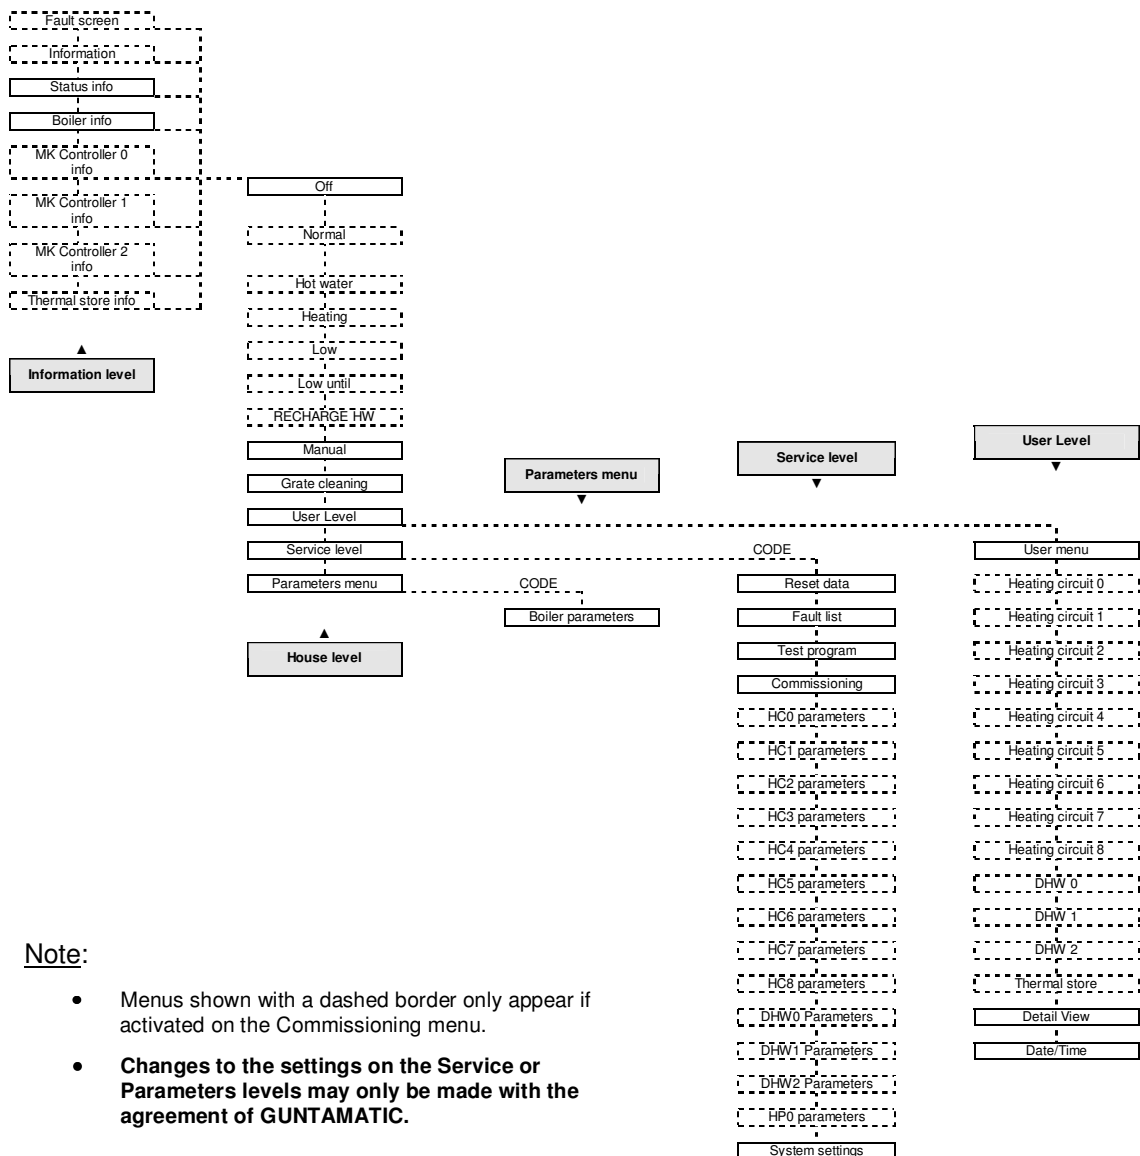 Fault screen
Information
Status info
Boiler info
MK Controller 0
info
MK Controller 1
info
MK Controller 2
info
Thermal store info
▲
Information level
Off
Normal
Hot water
Heating
Low
Low until
RECHARGE HW
Manual
Grate cleaning
User Level
Service level
Parameters menu
▲
House level
Parameters menu
▼
CODE
Boiler parameters
Service level
▼
CODE
Reset data
Fault list
Test program
Commissioning
HC0 parameters
HC1 parameters
HC2 parameters
HC3 parameters
HC4 parameters
HC5 parameters
HC6 parameters
HC7 parameters
HC8 parameters
DHW0 Parameters
DHW1 Parameters
DHW2 Parameters
HP0 parameters
System settings
User Level
▼
User menu
Heating circuit 0
Heating circuit 1
Heating circuit 2
Heating circuit 3
Heating circuit 4
Heating circuit 5
Heating circuit 6
Heating circuit 7
Heating circuit 8
DHW 0
DHW 1
DHW 2
Thermal store
Detail View
Date/Time
Note:
• Menus shown with a dashed border only appear if
activated on the Commissioning menu.
• Changes to the settings on the Service or
Parameters levels may only be made with the
agreement of GUNTAMATIC.